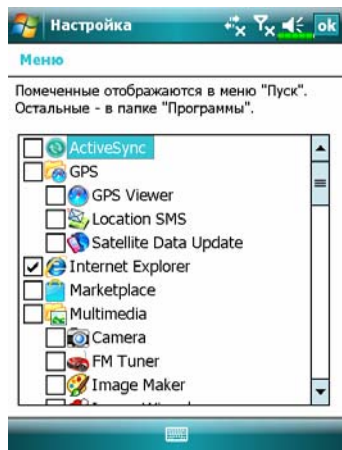 Настройка
ok
Меню
Помеченные отображаются в меню "Пуск".
Остальные - в папке "Программы".
ActiveSync
GPS
GPS Viewer
Location SMS
Satellite Data Update
Internet Explorer
Marketplace
Multimedia
Camera
FM Tuner
Image Maker